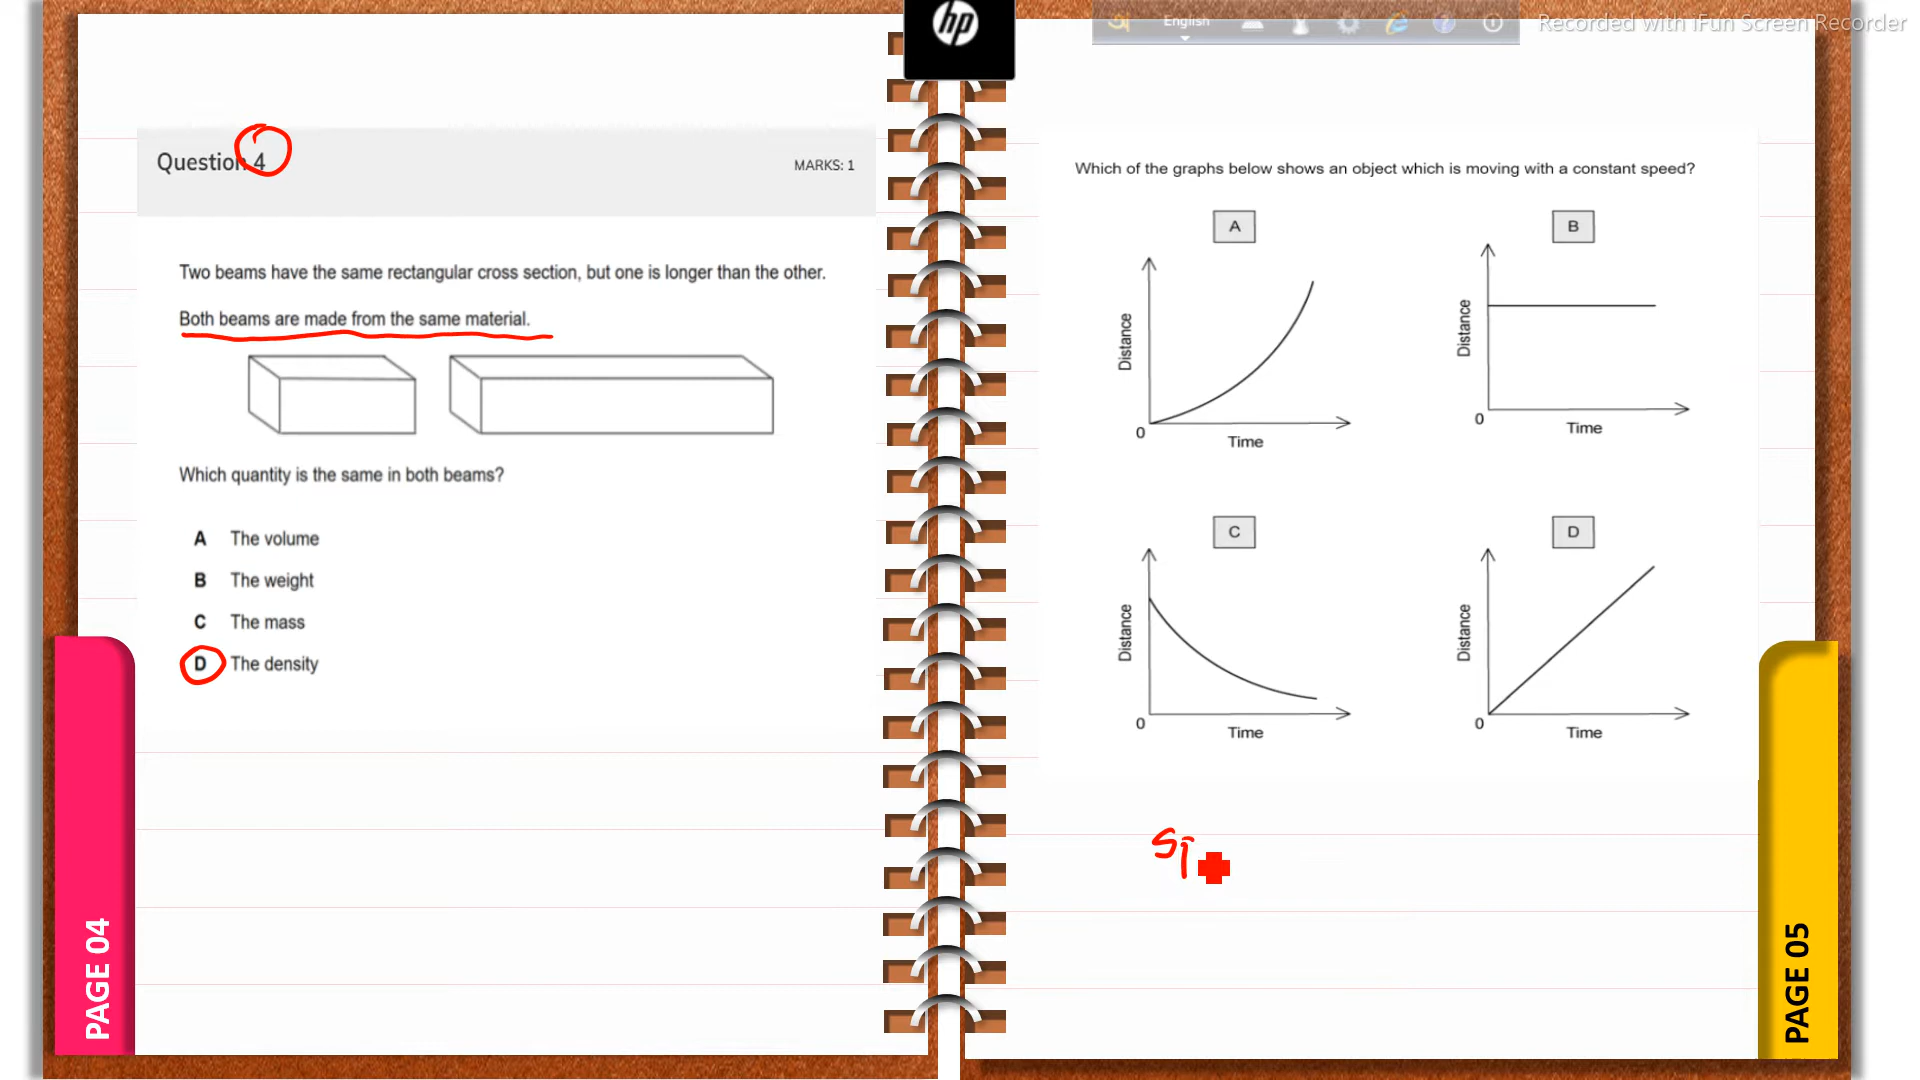 hp
English
Recorded with iFun Screen Recorder
Question 4
MARKS: 1
Two beams have the same rectangular cross section, but one is longer than the other.
Both beams are made from the same material.
Which quantity is the same in both beams?
A The volume
B The weight
C The mass
D The density
PAGE 04
Which of the graphs below shows an object which is moving with a constant speed?
A
Distance
0
Time
B
Distance
0
Time
C
Distance
0
Time
D
Distance
0
Time
PAGE 05